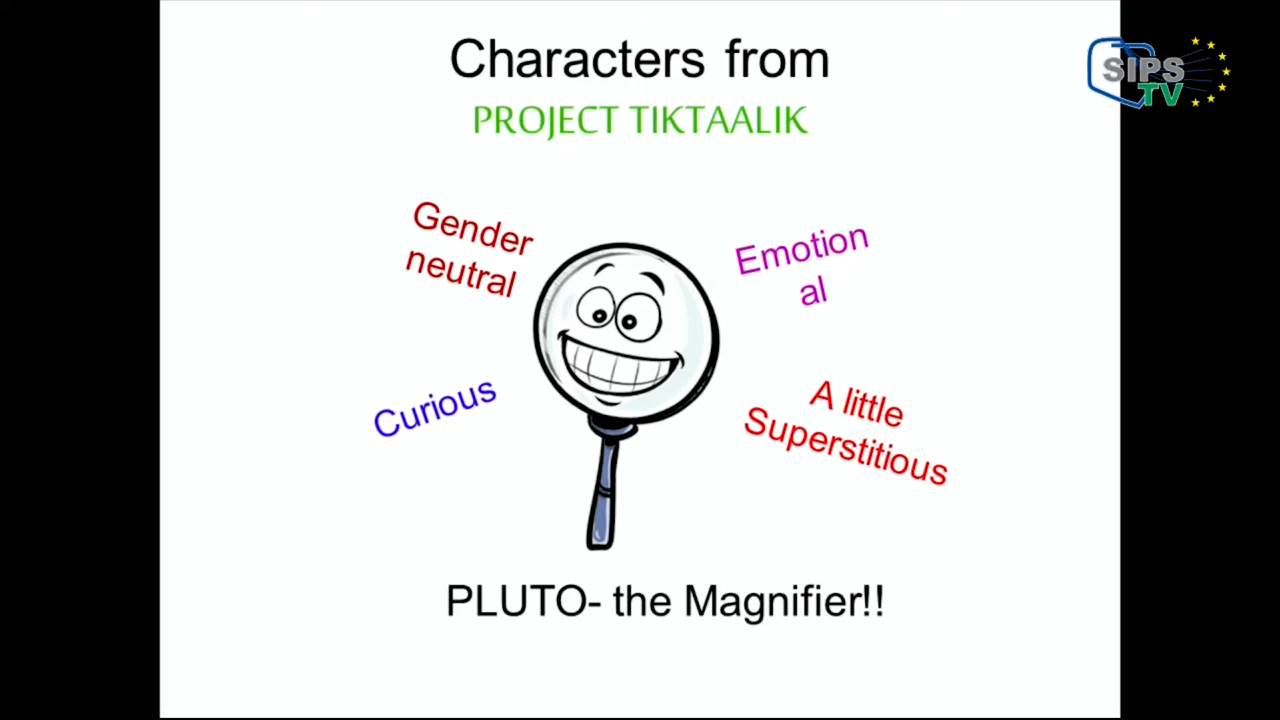 Characters from
PROJECT TIKTAALIK
SIPS
TV
Gender
neutral
Emotion
al
Curious
A little
Superstitious
PLUTO- the Magnifier!!